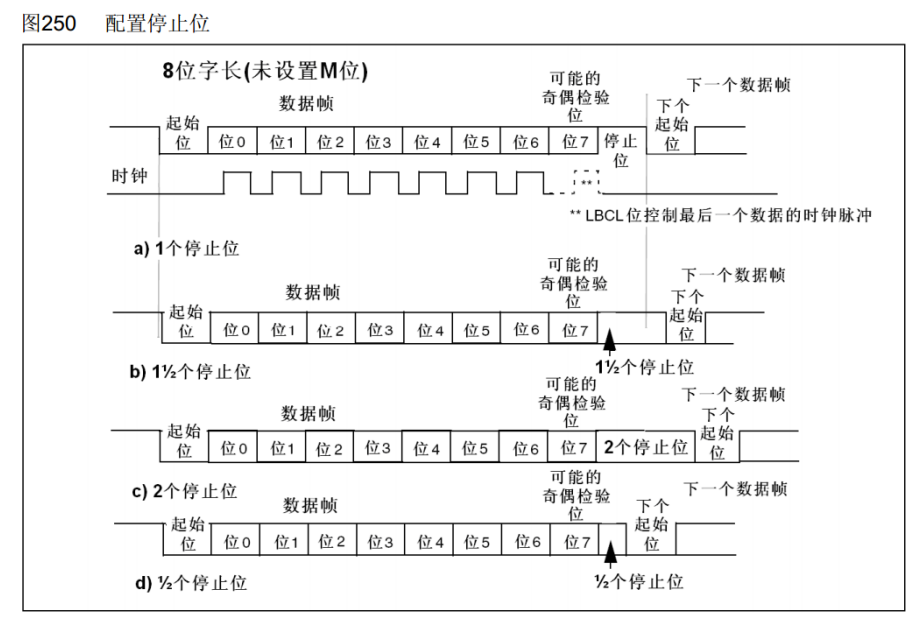 图250 配置停止位
8位字长(未设置M位)
可能的
奇偶检验
位
下一个数据帧
数据帧
下个
起始
位
起始
位
位0 位1 位2 位3 位4 位5 位6 位7 停止
位
时钟
**
** LBCL位控制最后一个数据的时钟脉冲
a) 1个停止位
可能的
奇偶检验
位
下一个数据帧
数据帧
下个
起始
位
起始
位
位0 位1 位2 位3 位4 位5 位6 位7
1½个停止位
b) 1½个停止位
可能的
奇偶检验
位
下一个数据帧
数据帧
下个
起始
位
起始
位
位0 位1 位2 位3 位4 位5 位6 位7 2个停止位
c) 2个停止位
可能的
奇偶检验
位
下一个数据帧
数据帧
下个
起始
位
起始
位
位0 位1 位2 位3 位4 位5 位6 位7
½个停止位
d) ½个停止位